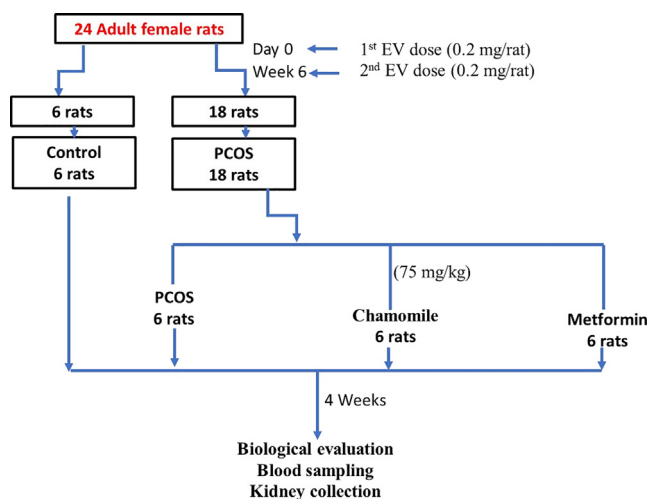 24 Adult female rats
Day 0
1st EV dose (0.2 mg/rat)
Week 6
2nd EV dose (0.2 mg/rat)
6 rats
18 rats
Control
6 rats
PCOS
18 rats
(75 mg/kg)
PCOS
6 rats
Chamomile
6 rats
Metformin
6 rats
4 Weeks
Biological evaluation
Blood sampling
Kidney collection